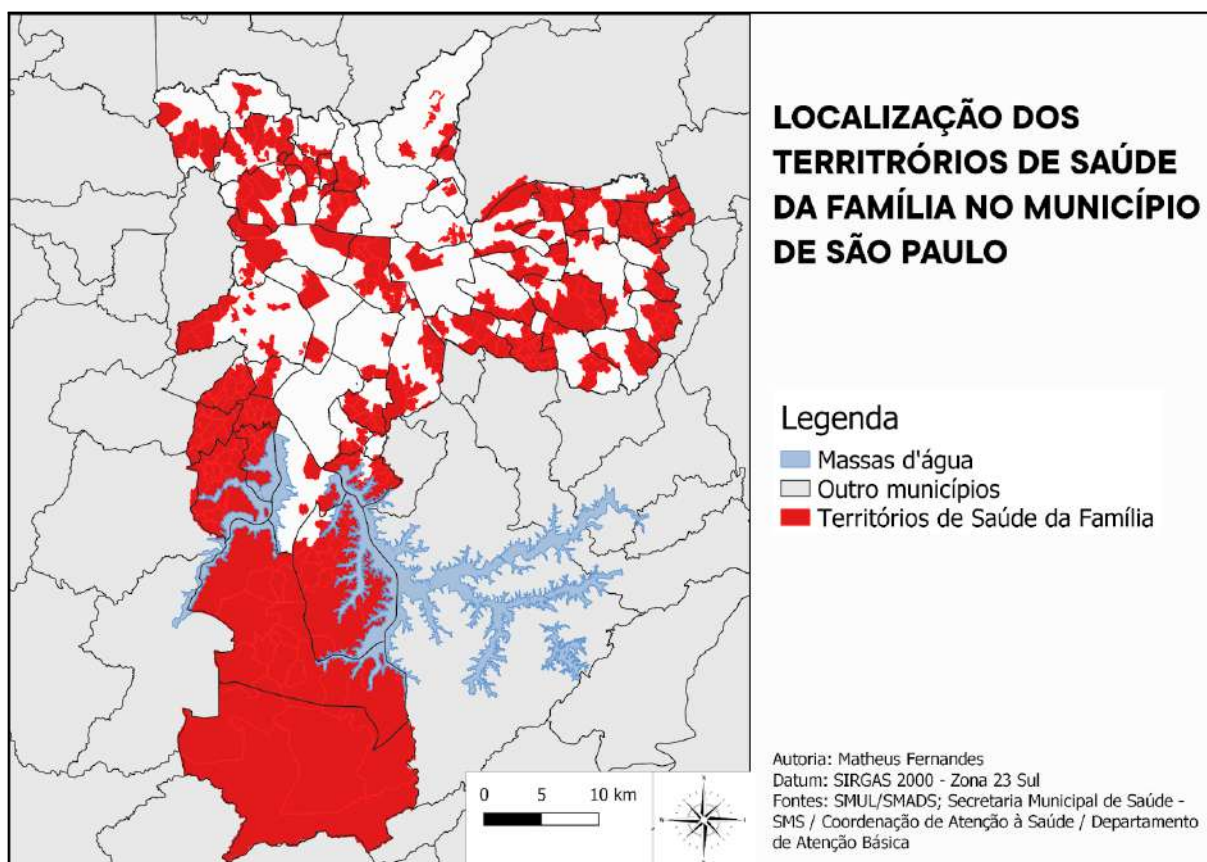 LOCALIZAÇÃO DOS
TERRITRÓRIOS DE SAÚDE
DA FAMÍLIA NO MUNICÍPIO
DE SÃO PAULO
Legenda
Massas d'água
Outro municípios
Territórios de Saúde da Família
0 5 10 km
Autoria: Matheus Fernandes
Datum: SIRGAS 2000 - Zona 23 Sul
Fontes: SMUL/SMADS; Secretaria Municipal de Saúde -
SMS / Coordenação de Atenção à Saúde / Departamento
de Atenção Básica